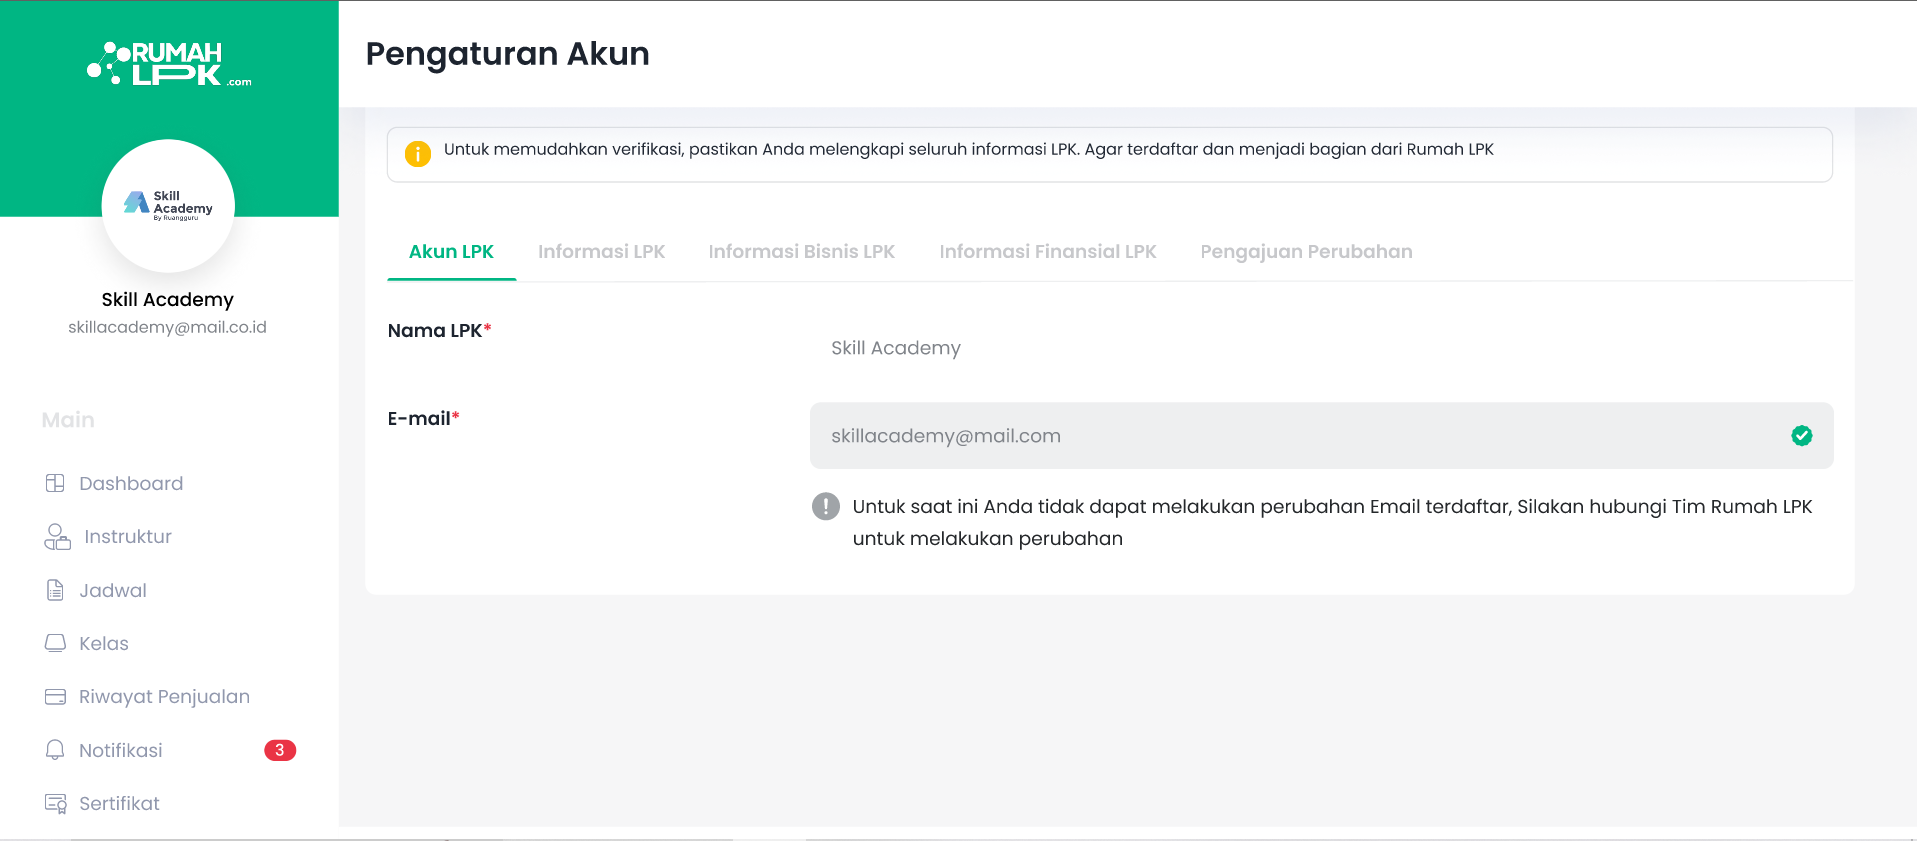 RUMAH
LPK.com
Skill
Academy
By Ruangguru
Skill Academy
skillacademy@mail.co.id
Main
Dashboard
Instruktur
Jadwal
Kelas
Riwayat Penjualan
Notifikasi 3
Sertifikat
Pengaturan Akun
Untuk memudahkan verifikasi, pastikan Anda melengkapi seluruh informasi LPK. Agar terdaftar dan menjadi bagian dari Rumah LPK
Akun LPK Informasi LPK Informasi Bisnis LPK Informasi Finansial LPK Pengajuan Perubahan
Nama LPK*
Skill Academy
E-mail*
skillacademy@mail.com
Untuk saat ini Anda tidak dapat melakukan perubahan Email terdaftar, Silakan hubungi Tim Rumah LPK
untuk melakukan perubahan